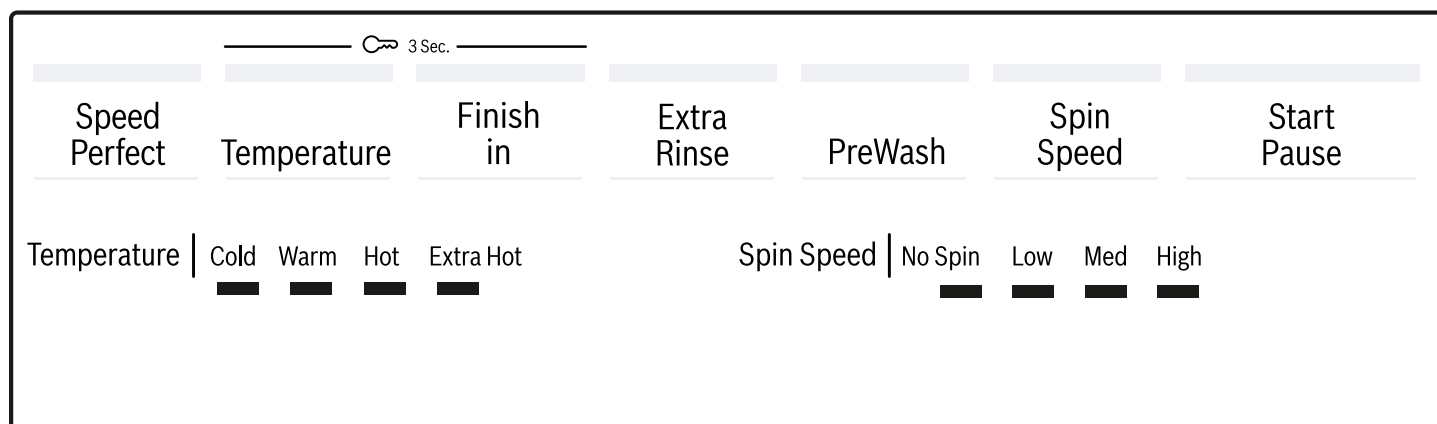 3 Sec.
Speed
Perfect
Temperature
Finish
in
Extra
Rinse
PreWash
Spin
Speed
Start
Pause
Temperature | Cold Warm Hot Extra Hot
Spin Speed | No Spin Low Med High